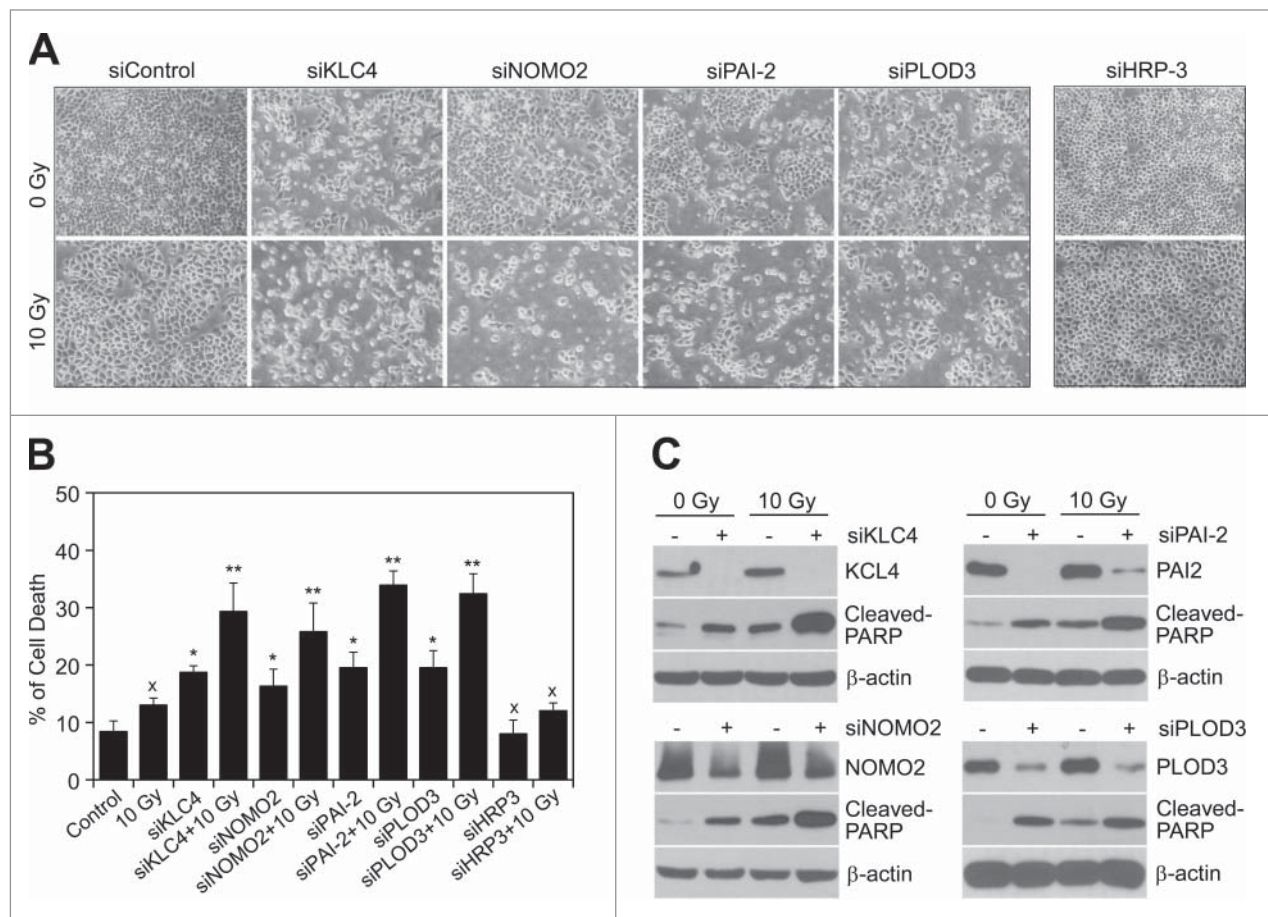 A
siControl siKLC4 siNOMO2 siPAI-2 siPLOD3 siHRP-3
0 Gy
10 Gy
B
% of Cell Death
50
40
30
20
10
0
x * ** * ** * ** * ** x x
Control 10 Gy siKLC4 siKLC4+10 Gy siNOMO2 siNOMO2+10 Gy siPAI-2 siPAI-2+10 Gy siPLOD3 siPLOD3+10 Gy siHRP3 siHRP3+10 Gy
C
0 Gy 10 Gy
- + - + siKLC4
KCL4
Cleaved-
PARP
β-actin
0 Gy 10 Gy
- + - + siPAI-2
PAI2
Cleaved-
PARP
β-actin
- + - + siNOMO2
NOMO2
Cleaved-
PARP
β-actin
- + - + siPLOD3
PLOD3
Cleaved-
PARP
β-actin